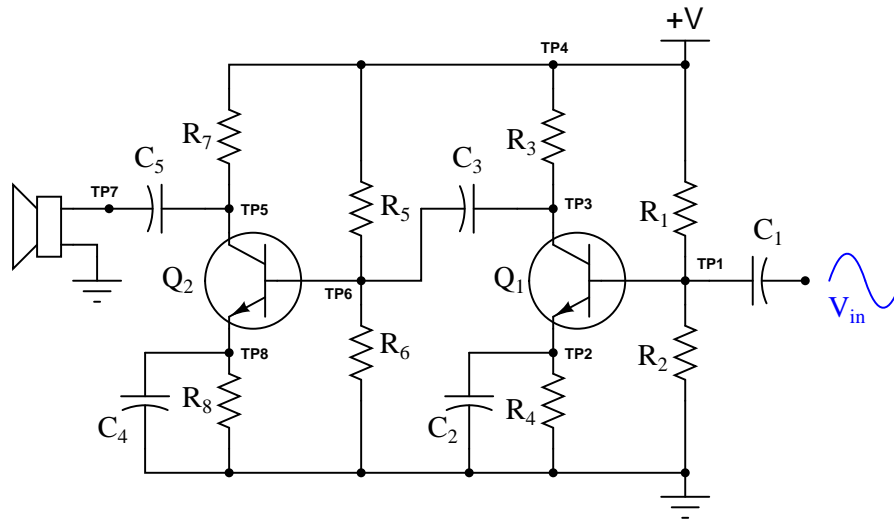 +V
TP4
R7
R3
C5
C3
TP7
R5
R1
TP5
TP3
C1
TP1
Q2
Q1
TP6
Vin
R6
R2
TP8
TP2
R8
R4
C4
C2